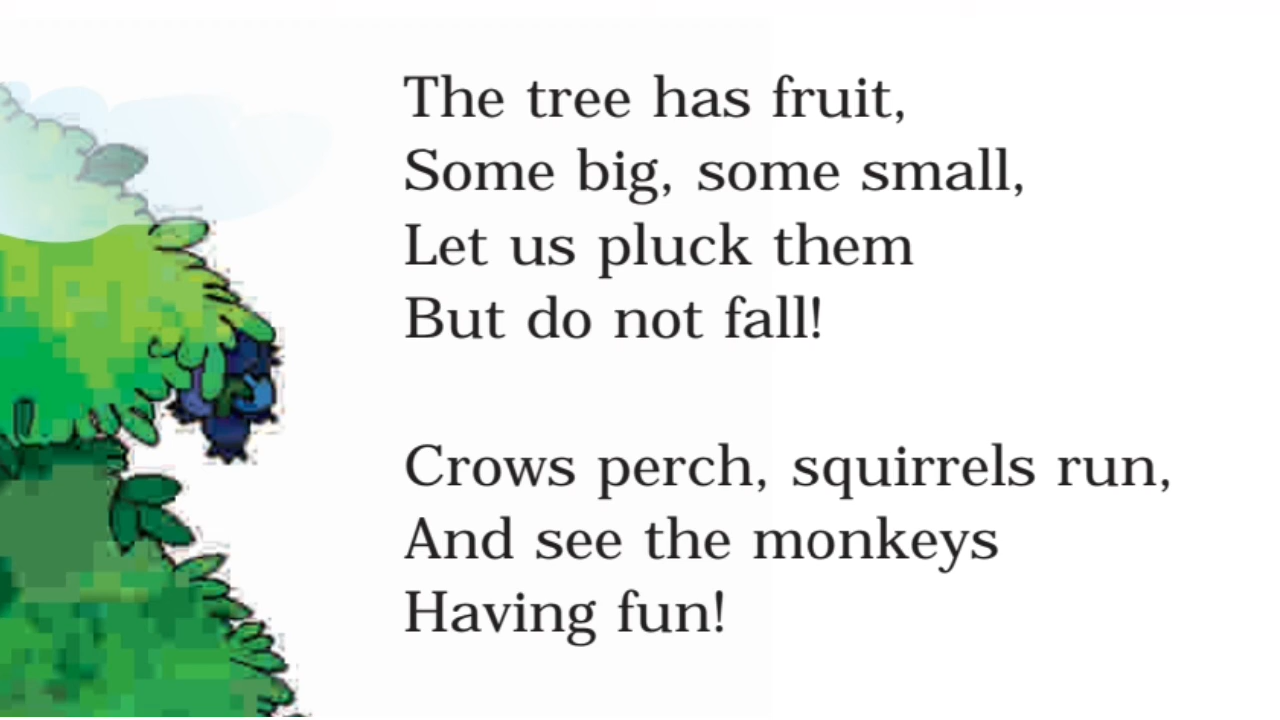 The tree has fruit,
Some big, some small,
Let us pluck them
But do not fall!
Crows perch, squirrels run,
And see the monkeys
Having fun!